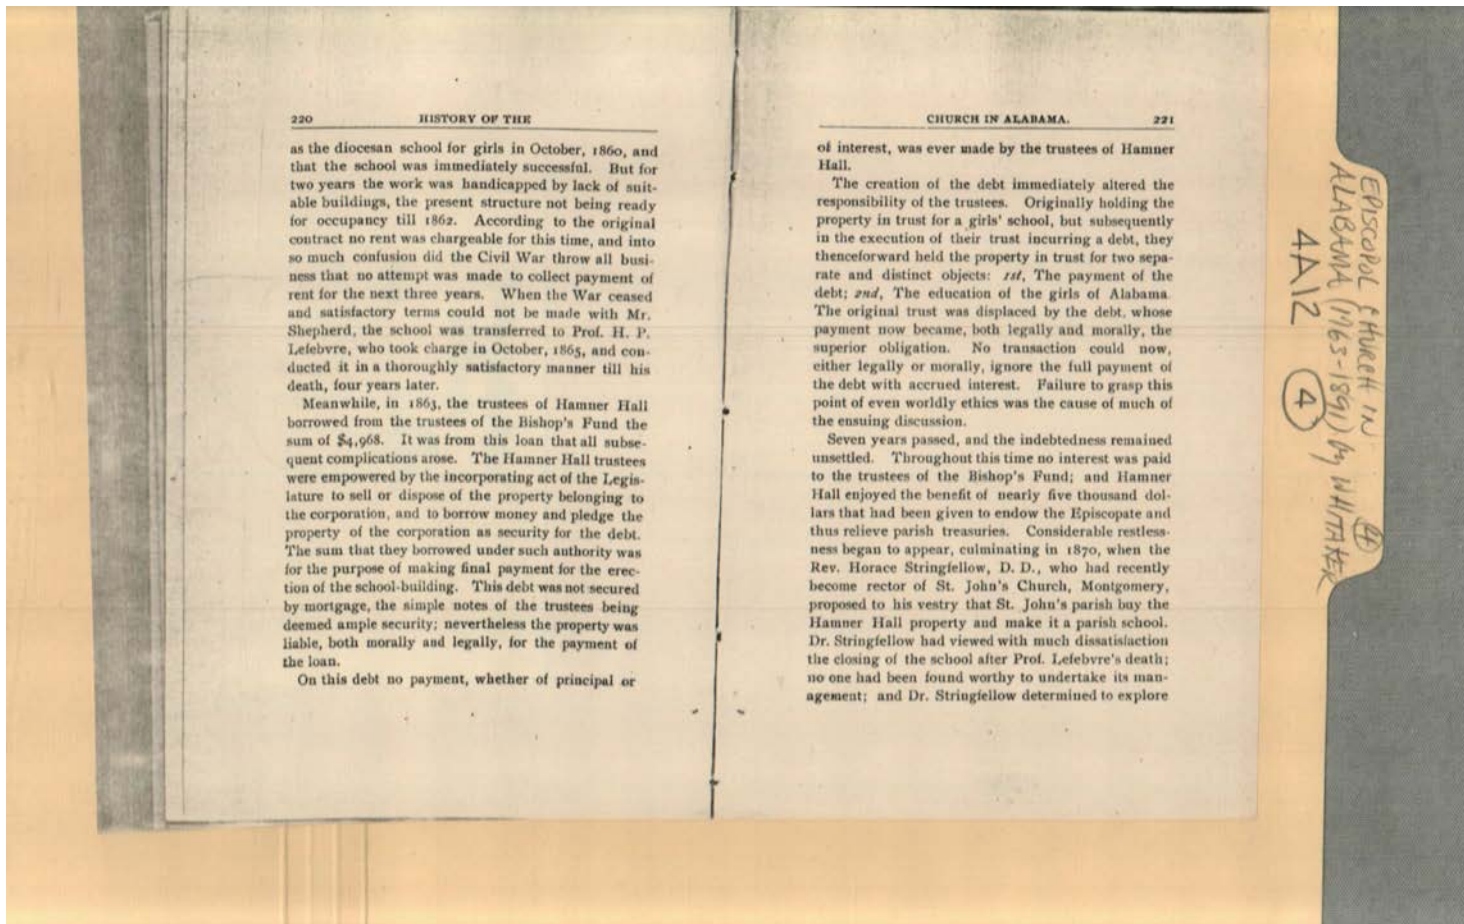 220 HISTORY OF THE
as the diocesan school for girls in October, 1860, and
that the school was immediately successful. But for
two years the work was handicapped by lack of suit-
able buildings, the present structure not being ready
for occupancy till 1862. According to the original
contract no rent was chargeable for this time, and into
so much confusion did the Civil War throw all busi-
ness that no attempt was made to collect payment of
rent for the next three years. When the War ceased
and satisfactory terms could not be made with Mr.
Shepherd, the school was transferred to Prof. H. P.
Lefebvre, who took charge in October, 1865, and con-
ducted it in a thoroughly satisfactory manner till his
death, four years later.
Meanwhile, in 1863, the trustees of Hamner Hall
borrowed from the trustees of the Bishop's Fund the
sum of $4,968. It was from this loan that all subse-
quent complications arose. The Hamner Hall trustees
were empowered by the incorporating act of the Legis-
lature to sell or dispose of the property belonging to
the corporation, and to borrow money and pledge the
property of the corporation as security for the debt.
The sum that they borrowed under such authority was
for the purpose of making final payment for the erec-
tion of the school-building. This debt was not secured
by mortgage, the simple notes of the trustees being
deemed ample security; nevertheless the property was
liable, both morally and legally, for the payment of
the loan.
On this debt no payment, whether of principal or
CHURCH IN ALABAMA. 221
of interest, was ever made by the trustees of Hamner
Hall.
The creation of the debt immediately altered the
responsibility of the trustees. Originally holding the
property in trust for a girls' school, but subsequently
in the execution of their trust incurring a debt, they
thenceforward held the property in trust for two sepa-
rate and distinct objects: 1st, The payment of the
debt; 2nd, The education of the girls of Alabama.
The original trust was displaced by the debt, whose
payment now became, both legally and morally, the
superior obligation. No transaction could now,
either legally or morally, ignore the full payment of
the debt with accrued interest. Failure to grasp this
point of even worldly ethics was the cause of much of
the ensuing discussion.
Seven years passed, and the indebtedness remained
unsettled. Throughout this time no interest was paid
to the trustees of the Bishop's Fund; and Hamner
Hall enjoyed the benefit of nearly five thousand dol-
lars that had been given to endow the Episcopate and
thus relieve parish treasuries. Considerable restless-
ness began to appear, culminating in 1870, when the
Rev. Horace Stringfellow, D. D., who had recently
become rector of St. John's Church, Montgomery,
proposed to his vestry that St. John's parish buy the
Hamner Hall property and make it a parish school.
Dr. Stringfellow had viewed with much dissatisfaction
the closing of the school after Prof. Lefebvre's death;
no one had been found worthy to undertake its man-
agement; and Dr. Stringfellow determined to explore
EPISCOPOL CHURCH IN (4)
ALABAMA (1763-1891) by WHITAKER
4A12 (4)